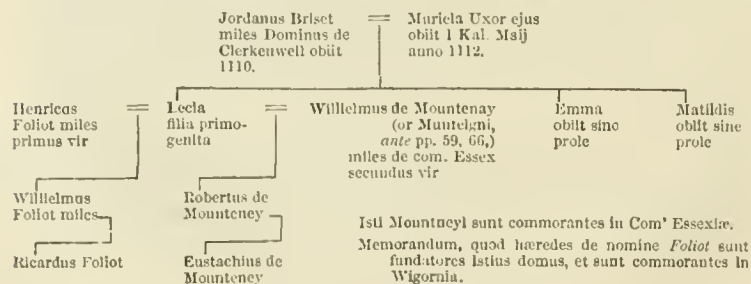 Jordanus Briset
miles Dominus de
Clerkenwell obiit
1110.
Muriela Uxor ejus
obiit 1 Kal. Maij
anno 1112.
Henricus
Foliot miles
primus vir
Lecia
filia primo-
genita
Willielmus de Mountenay
(or Munteigni,
ante pp. 59, 66,)
miles de com. Essex
secundus vir
Emma
obiit sine
prole
Matildis
obiit sine
prole
Willielmus
Foliot miles
Robertus de
Mounteney
Ricardus Foliot
Eustachius de
Mounteney
Isti Mounteneyi sunt commorantes in Com' Essexiæ.
Memorandum, quod hæredes de nomine Foliot sunt
fundatores istius domus, et sunt commorantes in
Wigornia.